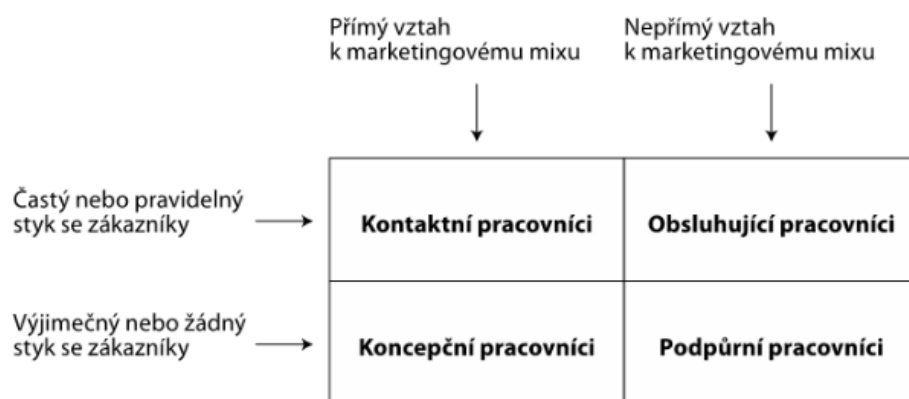 Přímý vztah
k marketingovému mixu
Nepřímý vztah
k marketingovému mixu
Častý nebo pravidelný
styk se zákazníky
Kontaktní pracovníci
Obsluhující pracovníci
Výjimečný nebo žádný
styk se zákazníky
Koncepční pracovníci
Podpůrní pracovníci